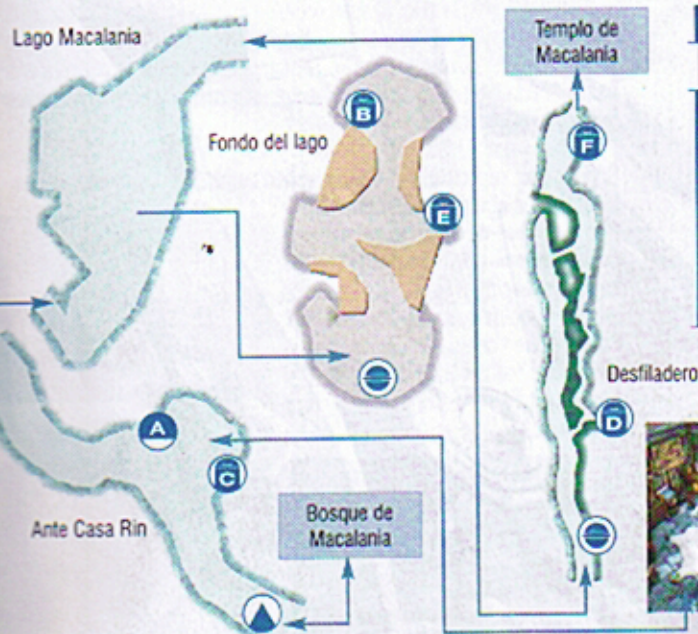 Lago Macalania
Templo de
Macalania
B
Fondo del lago
F
E
Desfiladero
D
A
C
Ante Casa Rin
Bosque de
Macalania